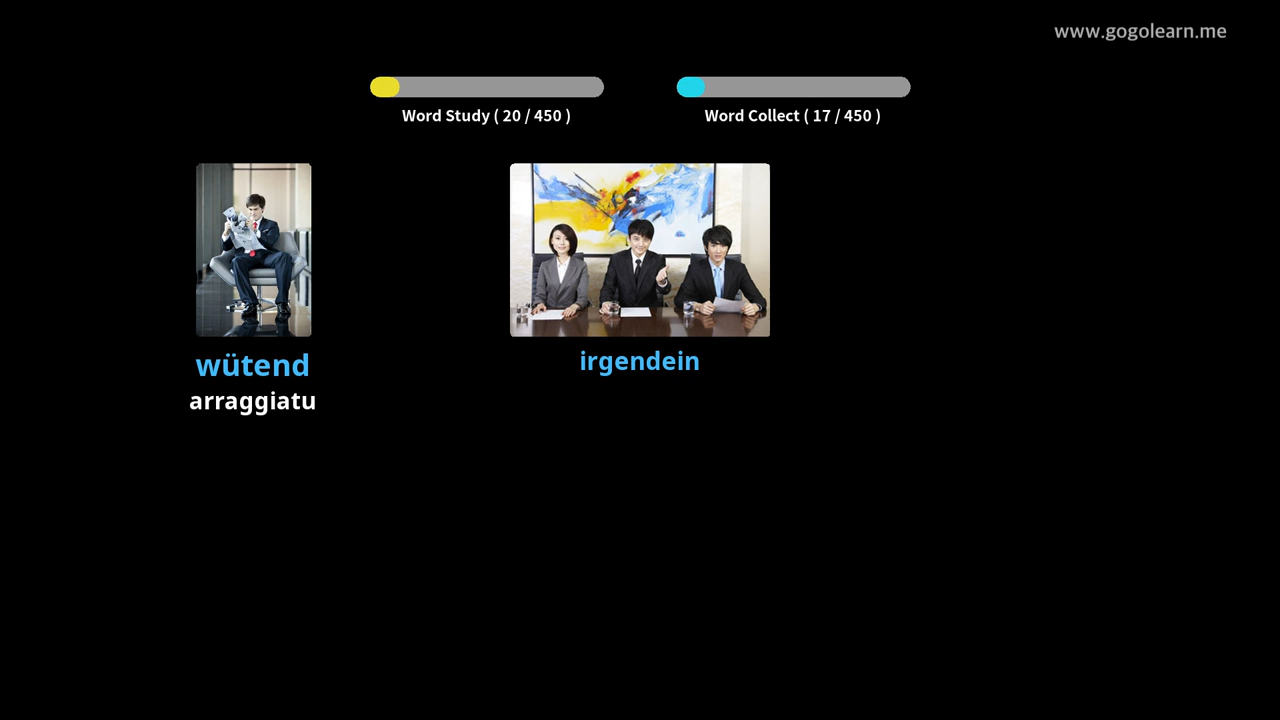 www.gogolearn.me
Word Study ( 20 / 450 )
Word Collect ( 17 / 450 )
wütend
arraggiatu
irgendein